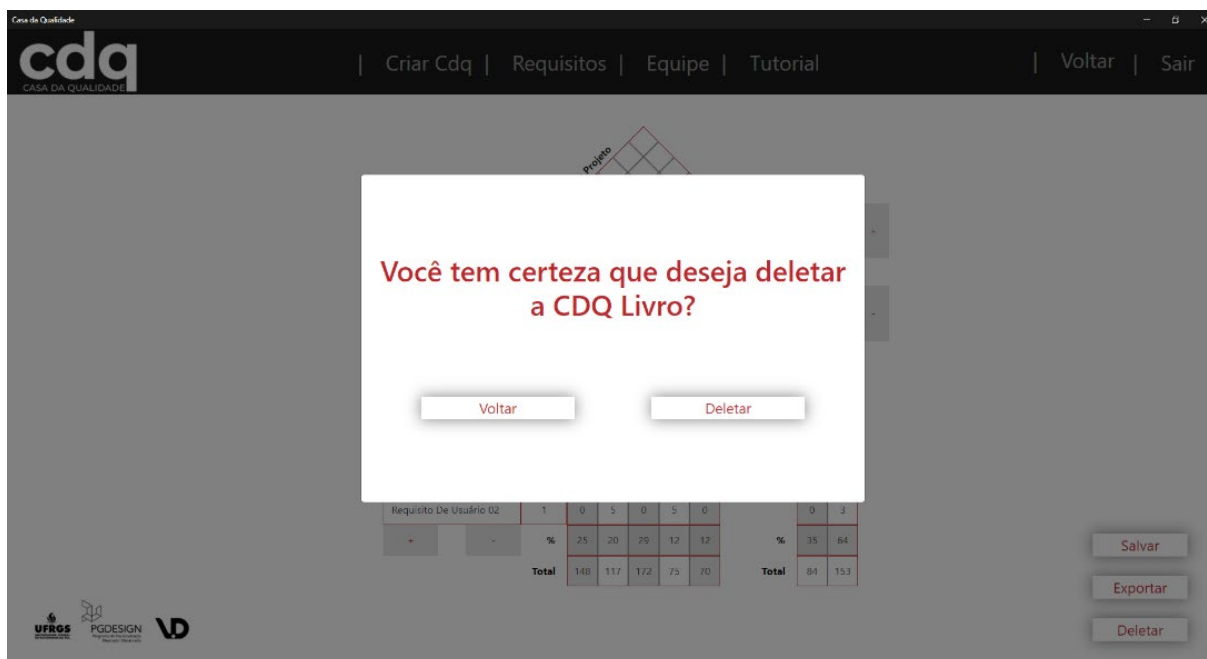 Casa da Qualidade
cdq
CASA DA QUALIDADE
| Criar Cdq | Requisitos | Equipe | Tutorial | Voltar | Sair
Projeto
Você tem certeza que deseja deletar
a CDQ Livro?
Voltar Deletar
Requisito De Usuário 02 1 0 5 0 5 0 0 3
+ - % 25 20 29 12 12 % 35 64
Total 148 117 172 75 70 Total 84 153
Salvar
Exportar
Deletar
UFRGS
PGDESIGN
VD